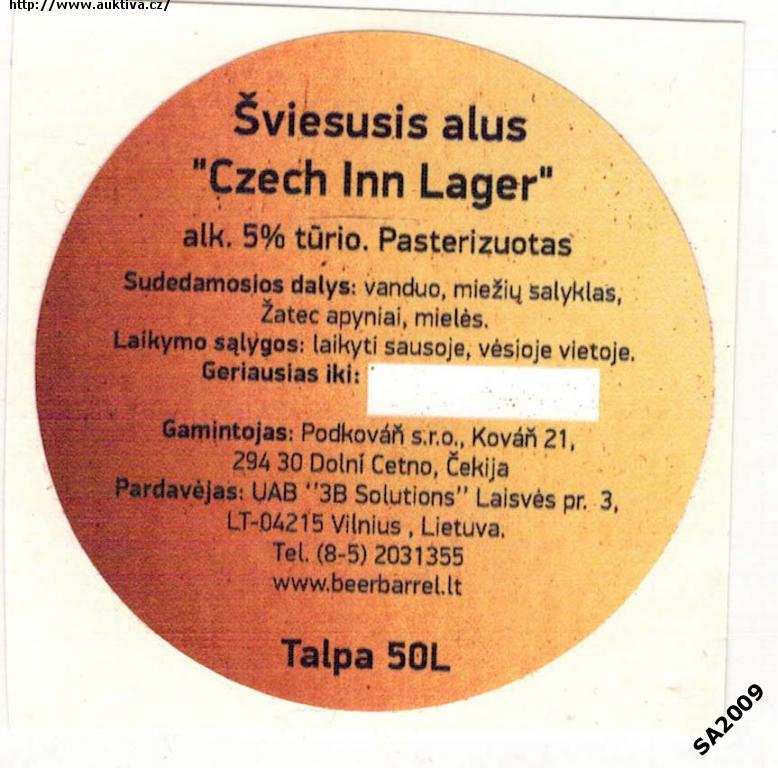 http://www.auktiva.cz/
Šviesusis alus
"Czech Inn Lager"
alk. 5% tūrio. Pasterizuotas
Sudedamosios dalys: vanduo, miežių salyklas,
Žatec apyniai, mielės.
Laikymo sąlygos: laikyti sausoje, vėsioje vietoje.
Geriausias iki:
Gamintojas: Podkováň s.r.o., Kováň 21,
294 30 Dolní Cetno, Čekija
Pardavėjas: UAB ''3B Solutions'' Laisvės pr. 3,
LT-04215 Vilnius , Lietuva.
Tel. (8-5) 2031355
www.beerbarrel.lt
Talpa 50L
SA2009